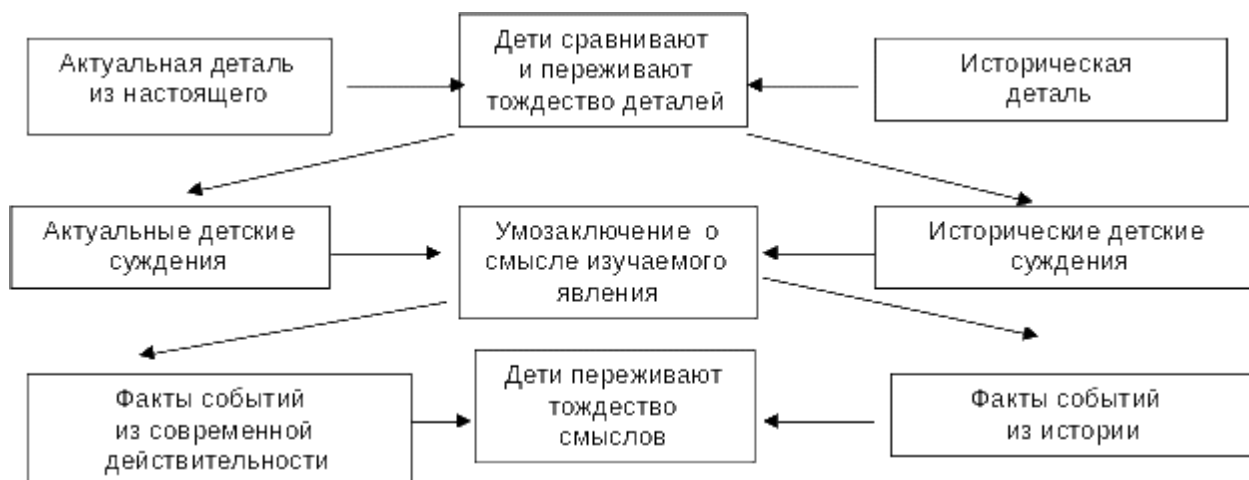 Актуальная деталь
из настоящего
Дети сравнивают
и переживают
тождество деталей
Историческая
деталь
Актуальные детские
суждения
Умозаключение о
смысле изучаемого
явления
Исторические детские
суждения
Факты событий
из современной
действительности
Дети переживают
тождество
смыслов
Факты событий
из истории